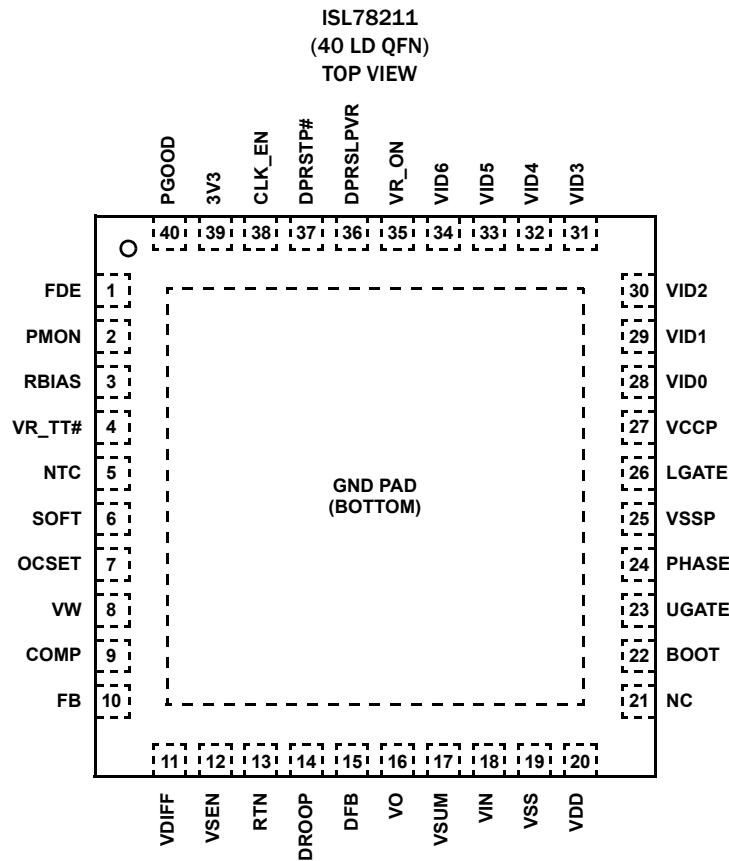 ISL78211
(40 LD QFN)
TOP VIEW
PGOOD
3V3
CLK_EN
DPRSTP#
DPRSLPVR
VR_ON
VID6
VID5
VID4
VID3
40 39 38 37 36 35 34 33 32 31
FDE 1
PMON 2
RBIAS 3
VR_TT# 4
NTC 5
SOFT 6
OCSET 7
VW 8
COMP 9
FB 10
GND PAD
(BOTTOM)
30 VID2
29 VID1
28 VID0
27 VCCP
26 LGATE
25 VSSP
24 PHASE
23 UGATE
22 BOOT
21 NC
11 12 13 14 15 16 17 18 19 20
VDIFF
VSEN
RTN
DROOP
DFB
VO
VSUM
VIN
VSS
VDD